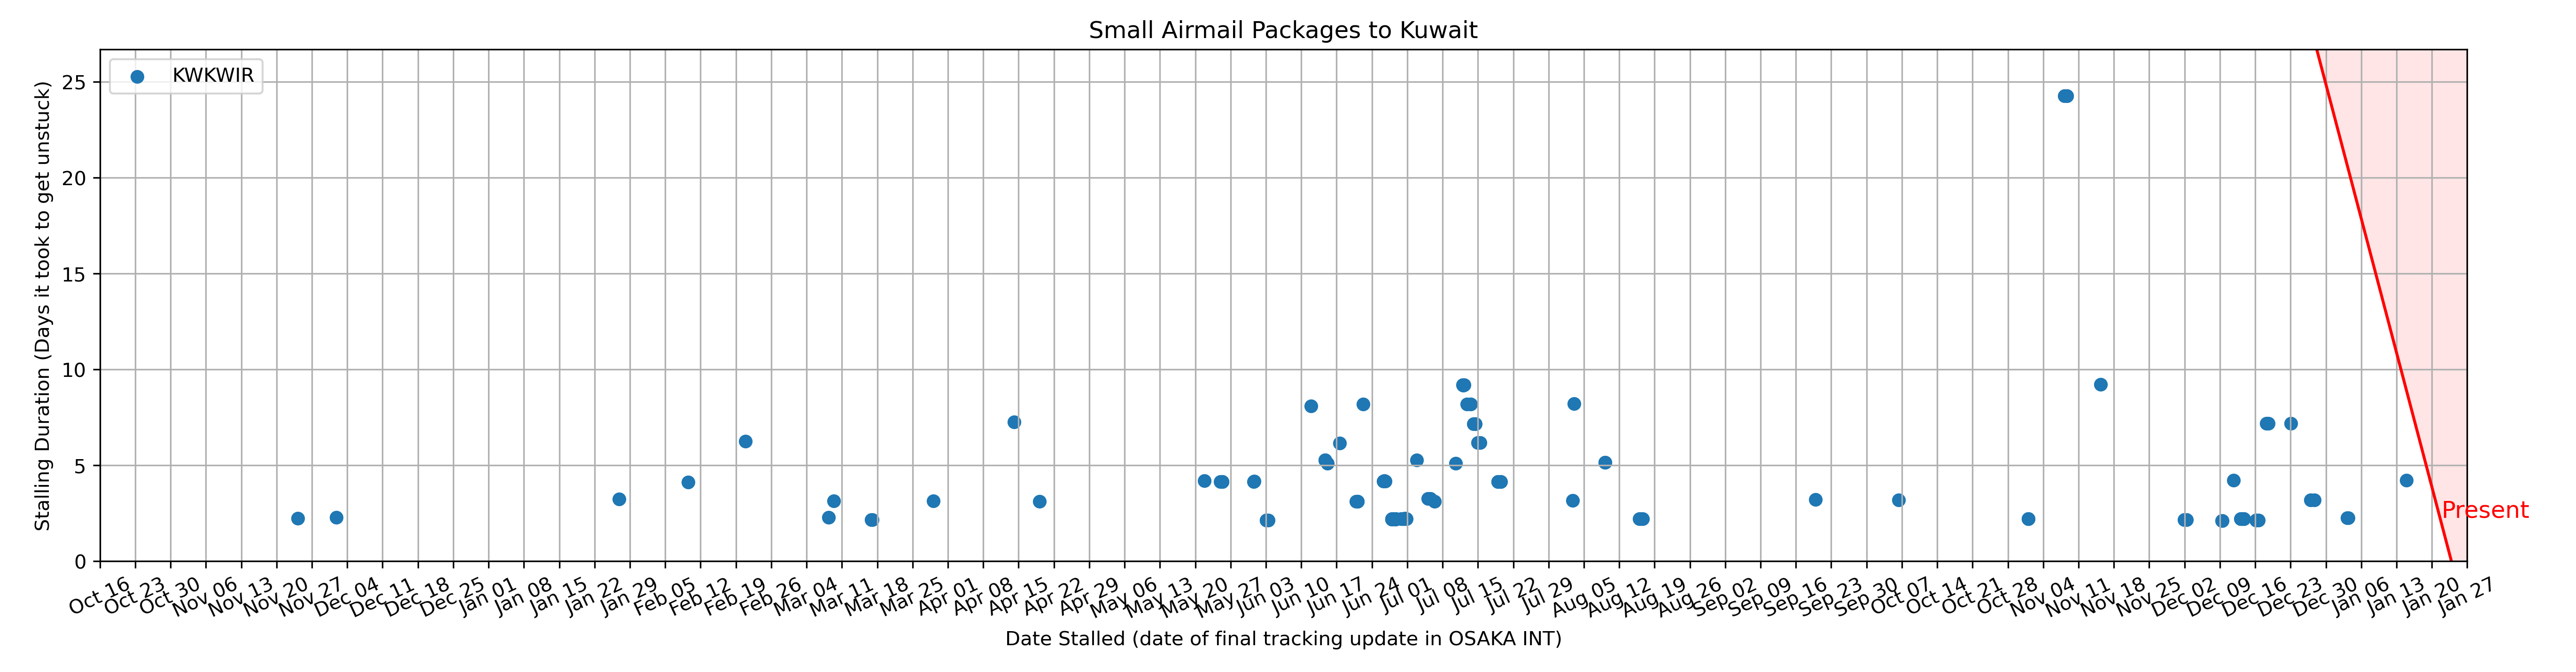 Small Airmail Packages to Kuwait
KWKWIR
25
20
15
10
5
0
Stalling Duration (Days it took to get unstuck)
Present
Oct 16 Oct 23 Oct 30 Nov 06 Nov 13 Nov 20 Nov 27 Dec 04 Dec 11 Dec 18 Dec 25 Jan 01 Jan 08 Jan 15 Jan 22 Jan 29 Feb 05 Feb 12 Feb 19 Feb 26 Mar 04 Mar 11 Mar 18 Mar 25 Apr 01 Apr 08 Apr 15 Apr 22 Apr 29 May 06 May 13 May 20 May 27 Jun 03 Jun 10 Jun 17 Jun 24 Jul 01 Jul 08 Jul 15 Jul 22 Jul 29 Aug 05 Aug 12 Aug 19 Aug 26 Sep 02 Sep 09 Sep 16 Sep 23 Sep 30 Oct 07 Oct 14 Oct 21 Oct 28 Nov 04 Nov 11 Nov 18 Nov 25 Dec 02 Dec 09 Dec 16 Dec 23 Dec 30 Jan 06 Jan 13 Jan 20 Jan 27
Date Stalled (date of final tracking update in OSAKA INT)